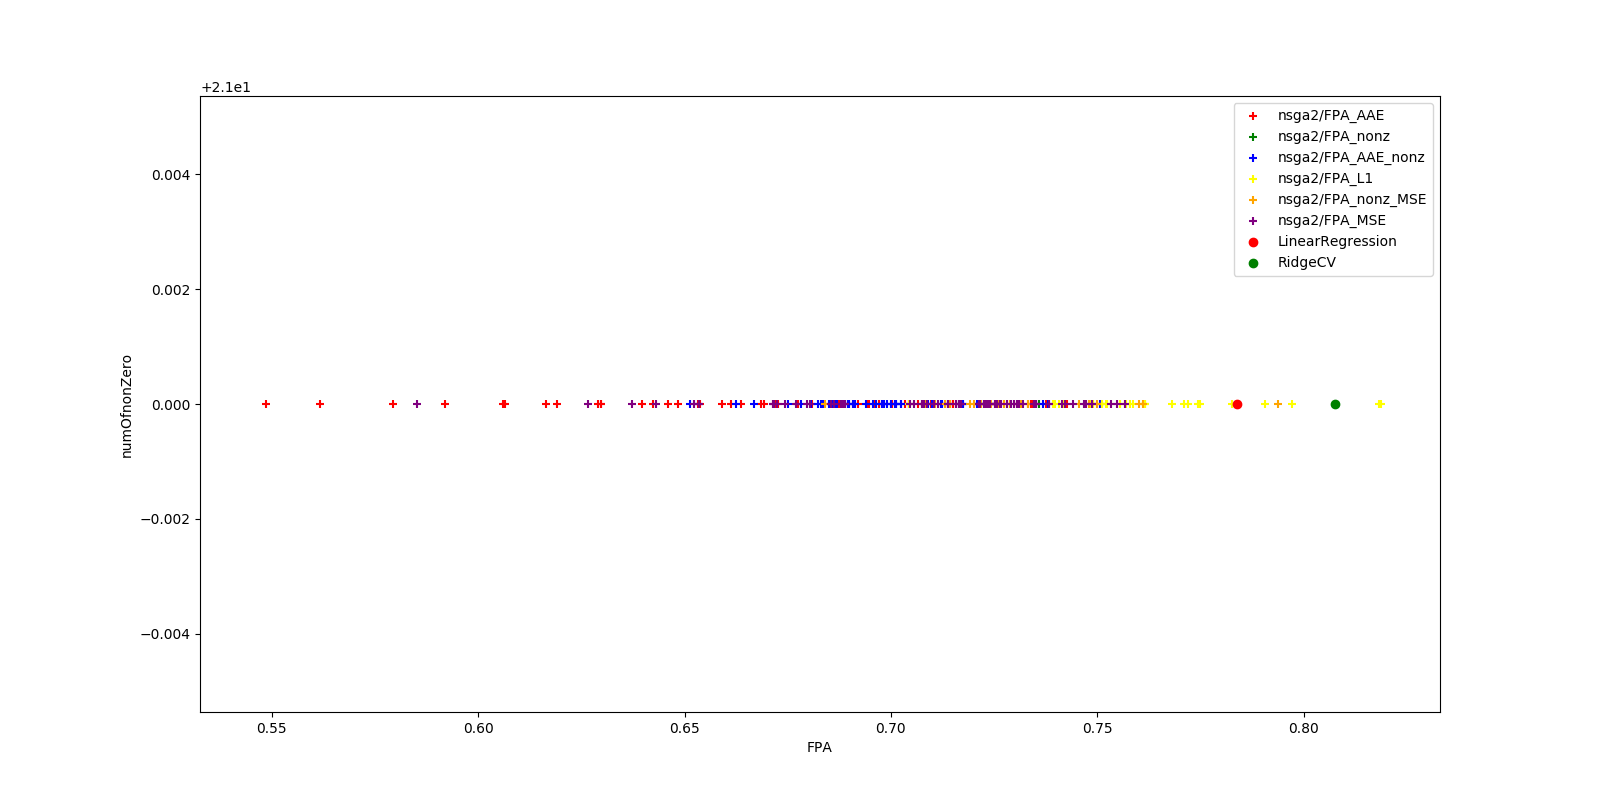 +2.1e1
0.004
0.002
0.000
−0.002
−0.004
numOfnonZero
0.55
0.60
0.65
0.70
0.75
0.80
FPA
nsga2/FPA_AAE
nsga2/FPA_nonz
nsga2/FPA_AAE_nonz
nsga2/FPA_L1
nsga2/FPA_nonz_MSE
nsga2/FPA_MSE
LinearRegression
RidgeCV